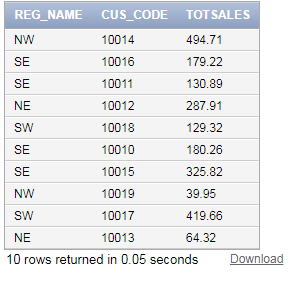 REG_NAME CUS_CODE TOTSALES
NW 10014 494.71
SE 10016 179.22
SE 10011 130.89
NE 10012 287.91
SW 10018 129.32
SE 10010 180.26
SE 10015 325.82
NW 10019 39.95
SW 10017 419.66
NE 10013 64.32
10 rows returned in 0.05 seconds Download